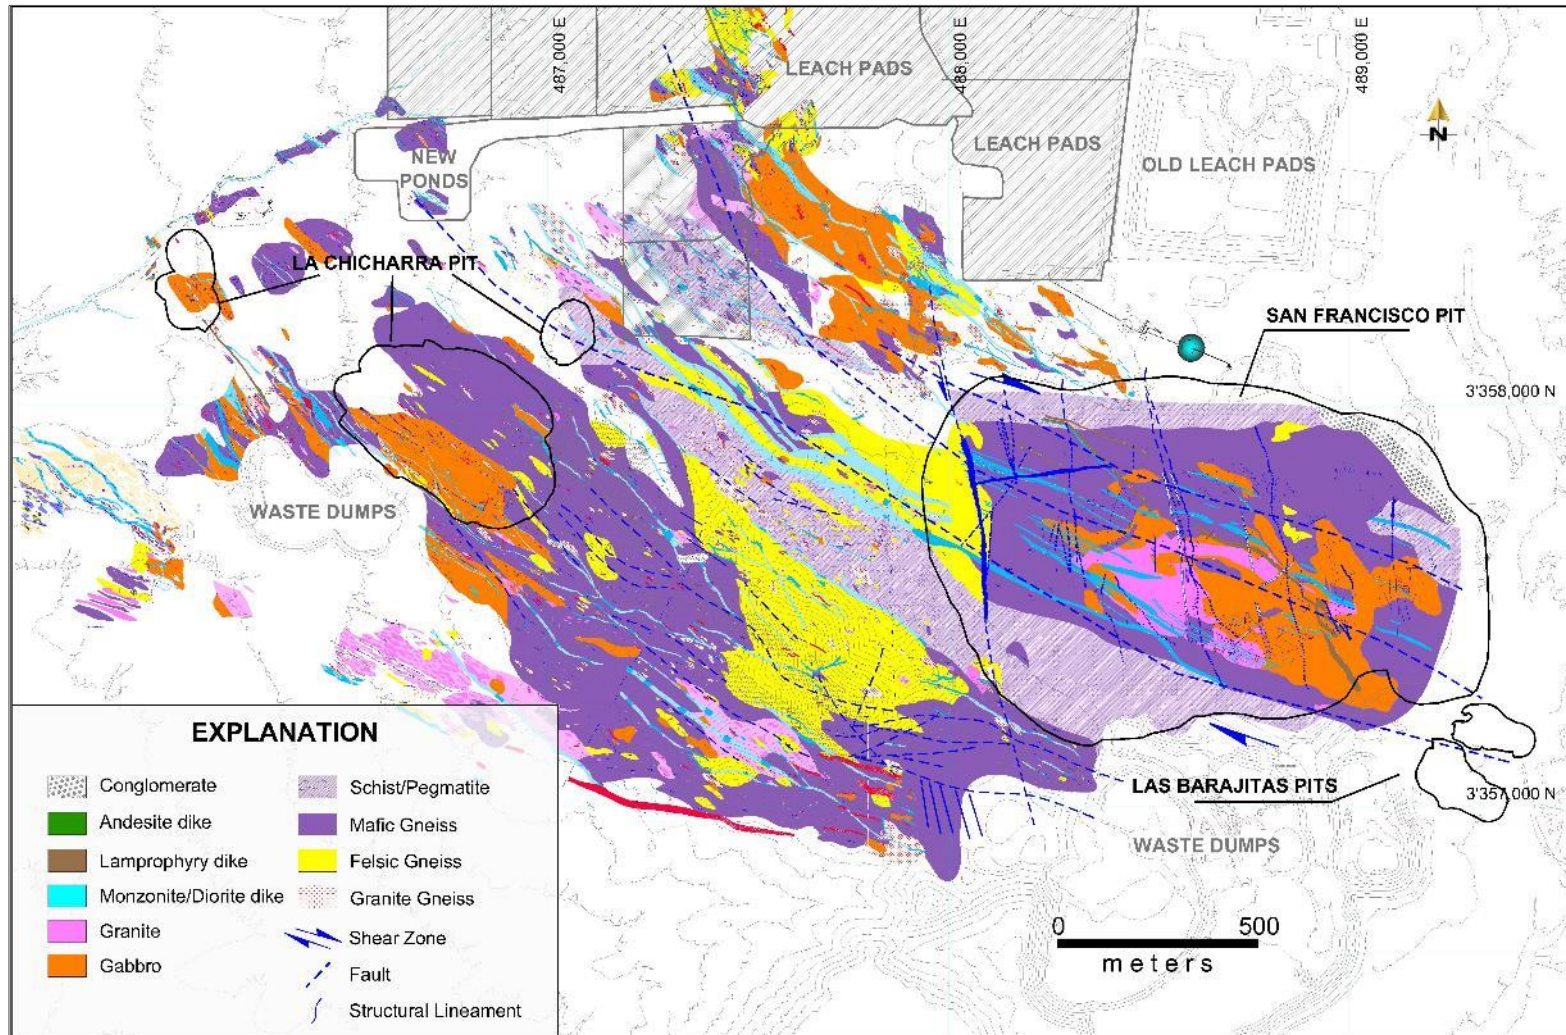 487,000 E
488,000 E
489,000 E
LEACH PADS
N
NEW
PONDS
LEACH PADS
OLD LEACH PADS
LA CHICHARRA PIT
SAN FRANCISCO PIT
3'358,000 N
WASTE DUMPS
LAS BARAJITAS PITS
3'357,000 N
WASTE DUMPS
EXPLANATION
Conglomerate
Andesite dike
Lamprophyry dike
Monzonite/Diorite dike
Granite
Gabbro
Schist/Pegmatite
Mafic Gneiss
Felsic Gneiss
Granite Gneiss
Shear Zone
Fault
Structural Lineament
0 500
meters